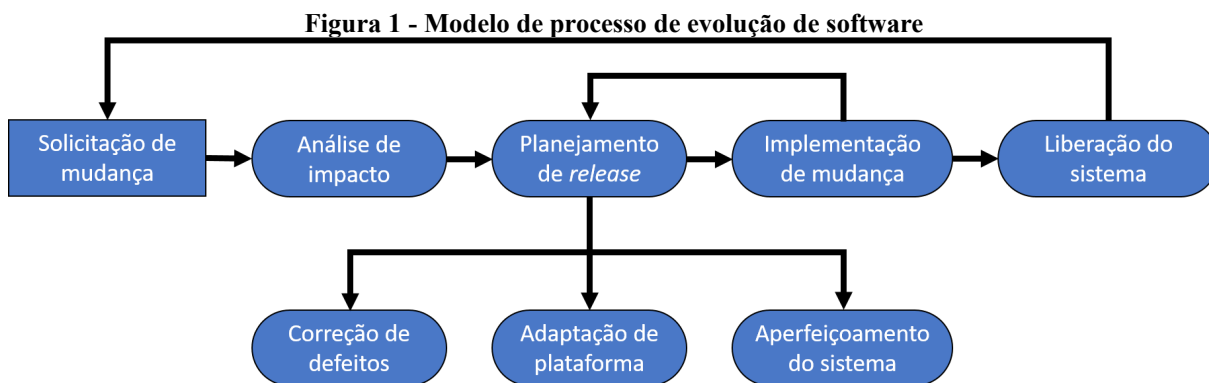 Figura 1 - Modelo de processo de evolução de software
Solicitação de
mudança
Análise de
impacto
Planejamento
de release
Implementação
de mudança
Liberação do
sistema
Correção de
defeitos
Adaptação de
plataforma
Aperfeiçoamento
do sistema